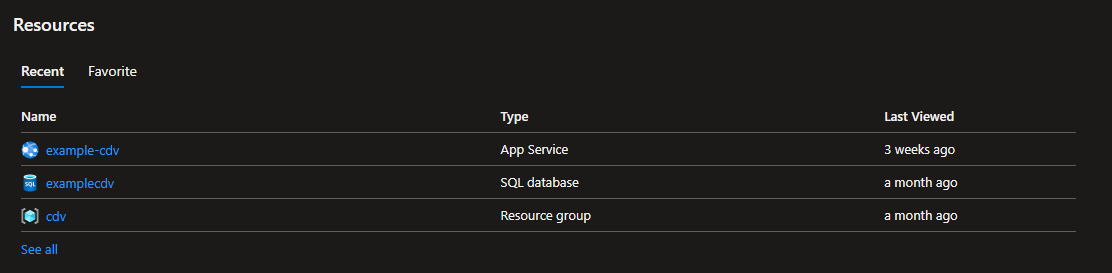 Resources
Recent Favorite
Name Type Last Viewed
example-cdv App Service 3 weeks ago
SQL examplecdv SQL database a month ago
cdv Resource group a month ago
See all